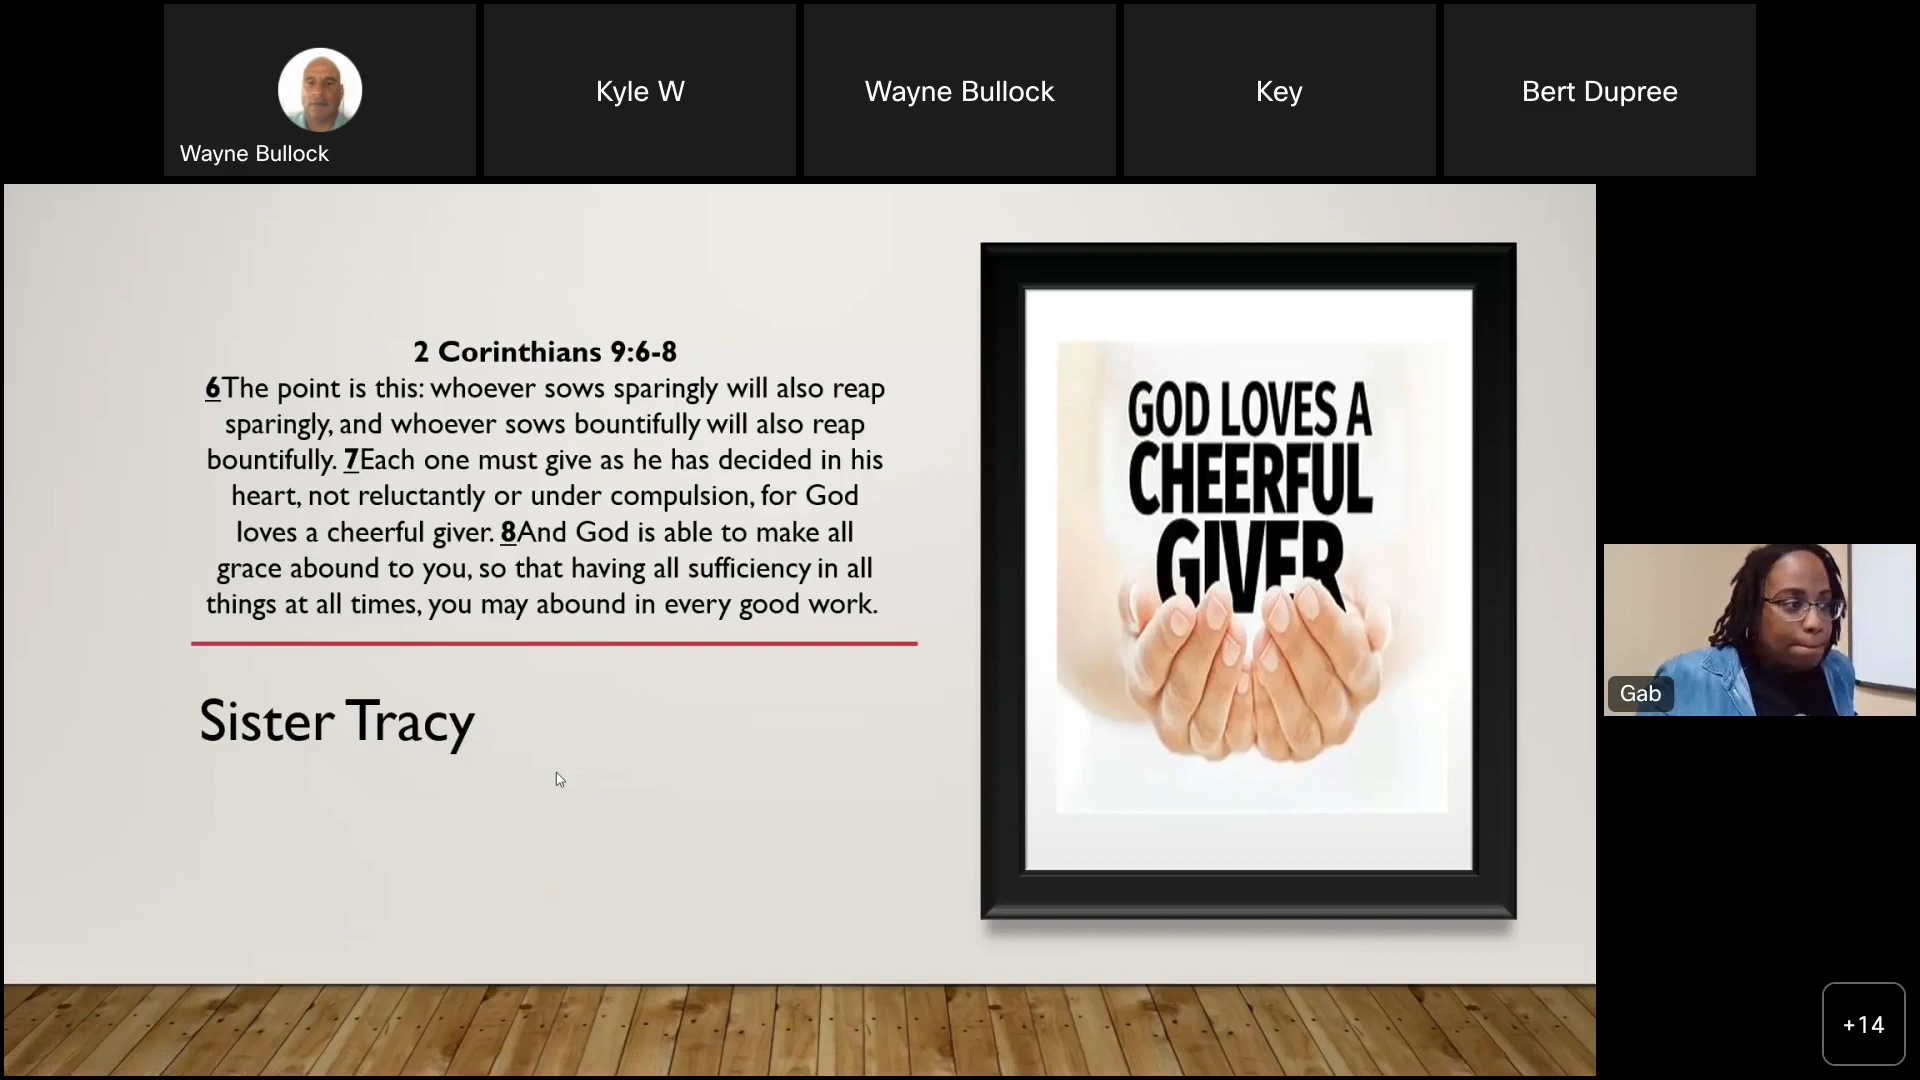 Wayne Bullock
Kyle W
Wayne Bullock
Key
Bert Dupree
2 Corinthians 9:6-8
6The point is this: whoever sows sparingly will also reap
sparingly, and whoever sows bountifully will also reap
bountifully. 7Each one must give as he has decided in his
heart, not reluctantly or under compulsion, for God
loves a cheerful giver. 8And God is able to make all
grace abound to you, so that having all sufficiency in all
things at all times, you may abound in every good work.
Sister Tracy
GOD LOVES A
CHEERFUL
GIVER
Gab
+14